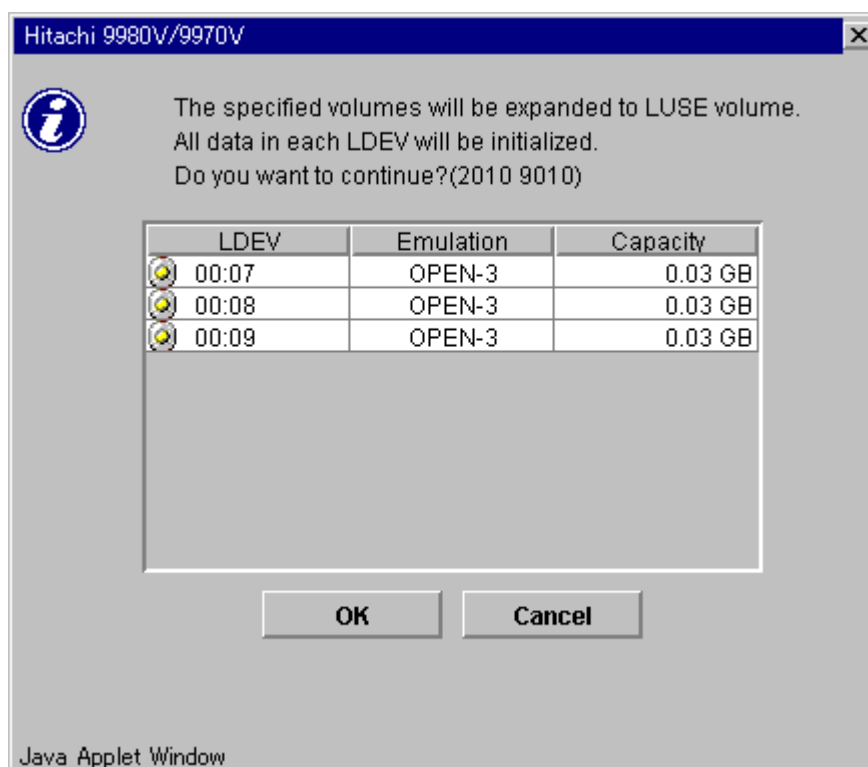 Hitachi 9980V/9970V
The specified volumes will be expanded to LUSE volume.
All data in each LDEV will be initialized.
Do you want to continue?(2010 9010)
LDEV Emulation Capacity
00:07 OPEN-3 0.03 GB
00:08 OPEN-3 0.03 GB
00:09 OPEN-3 0.03 GB
OK Cancel
Java Applet Window